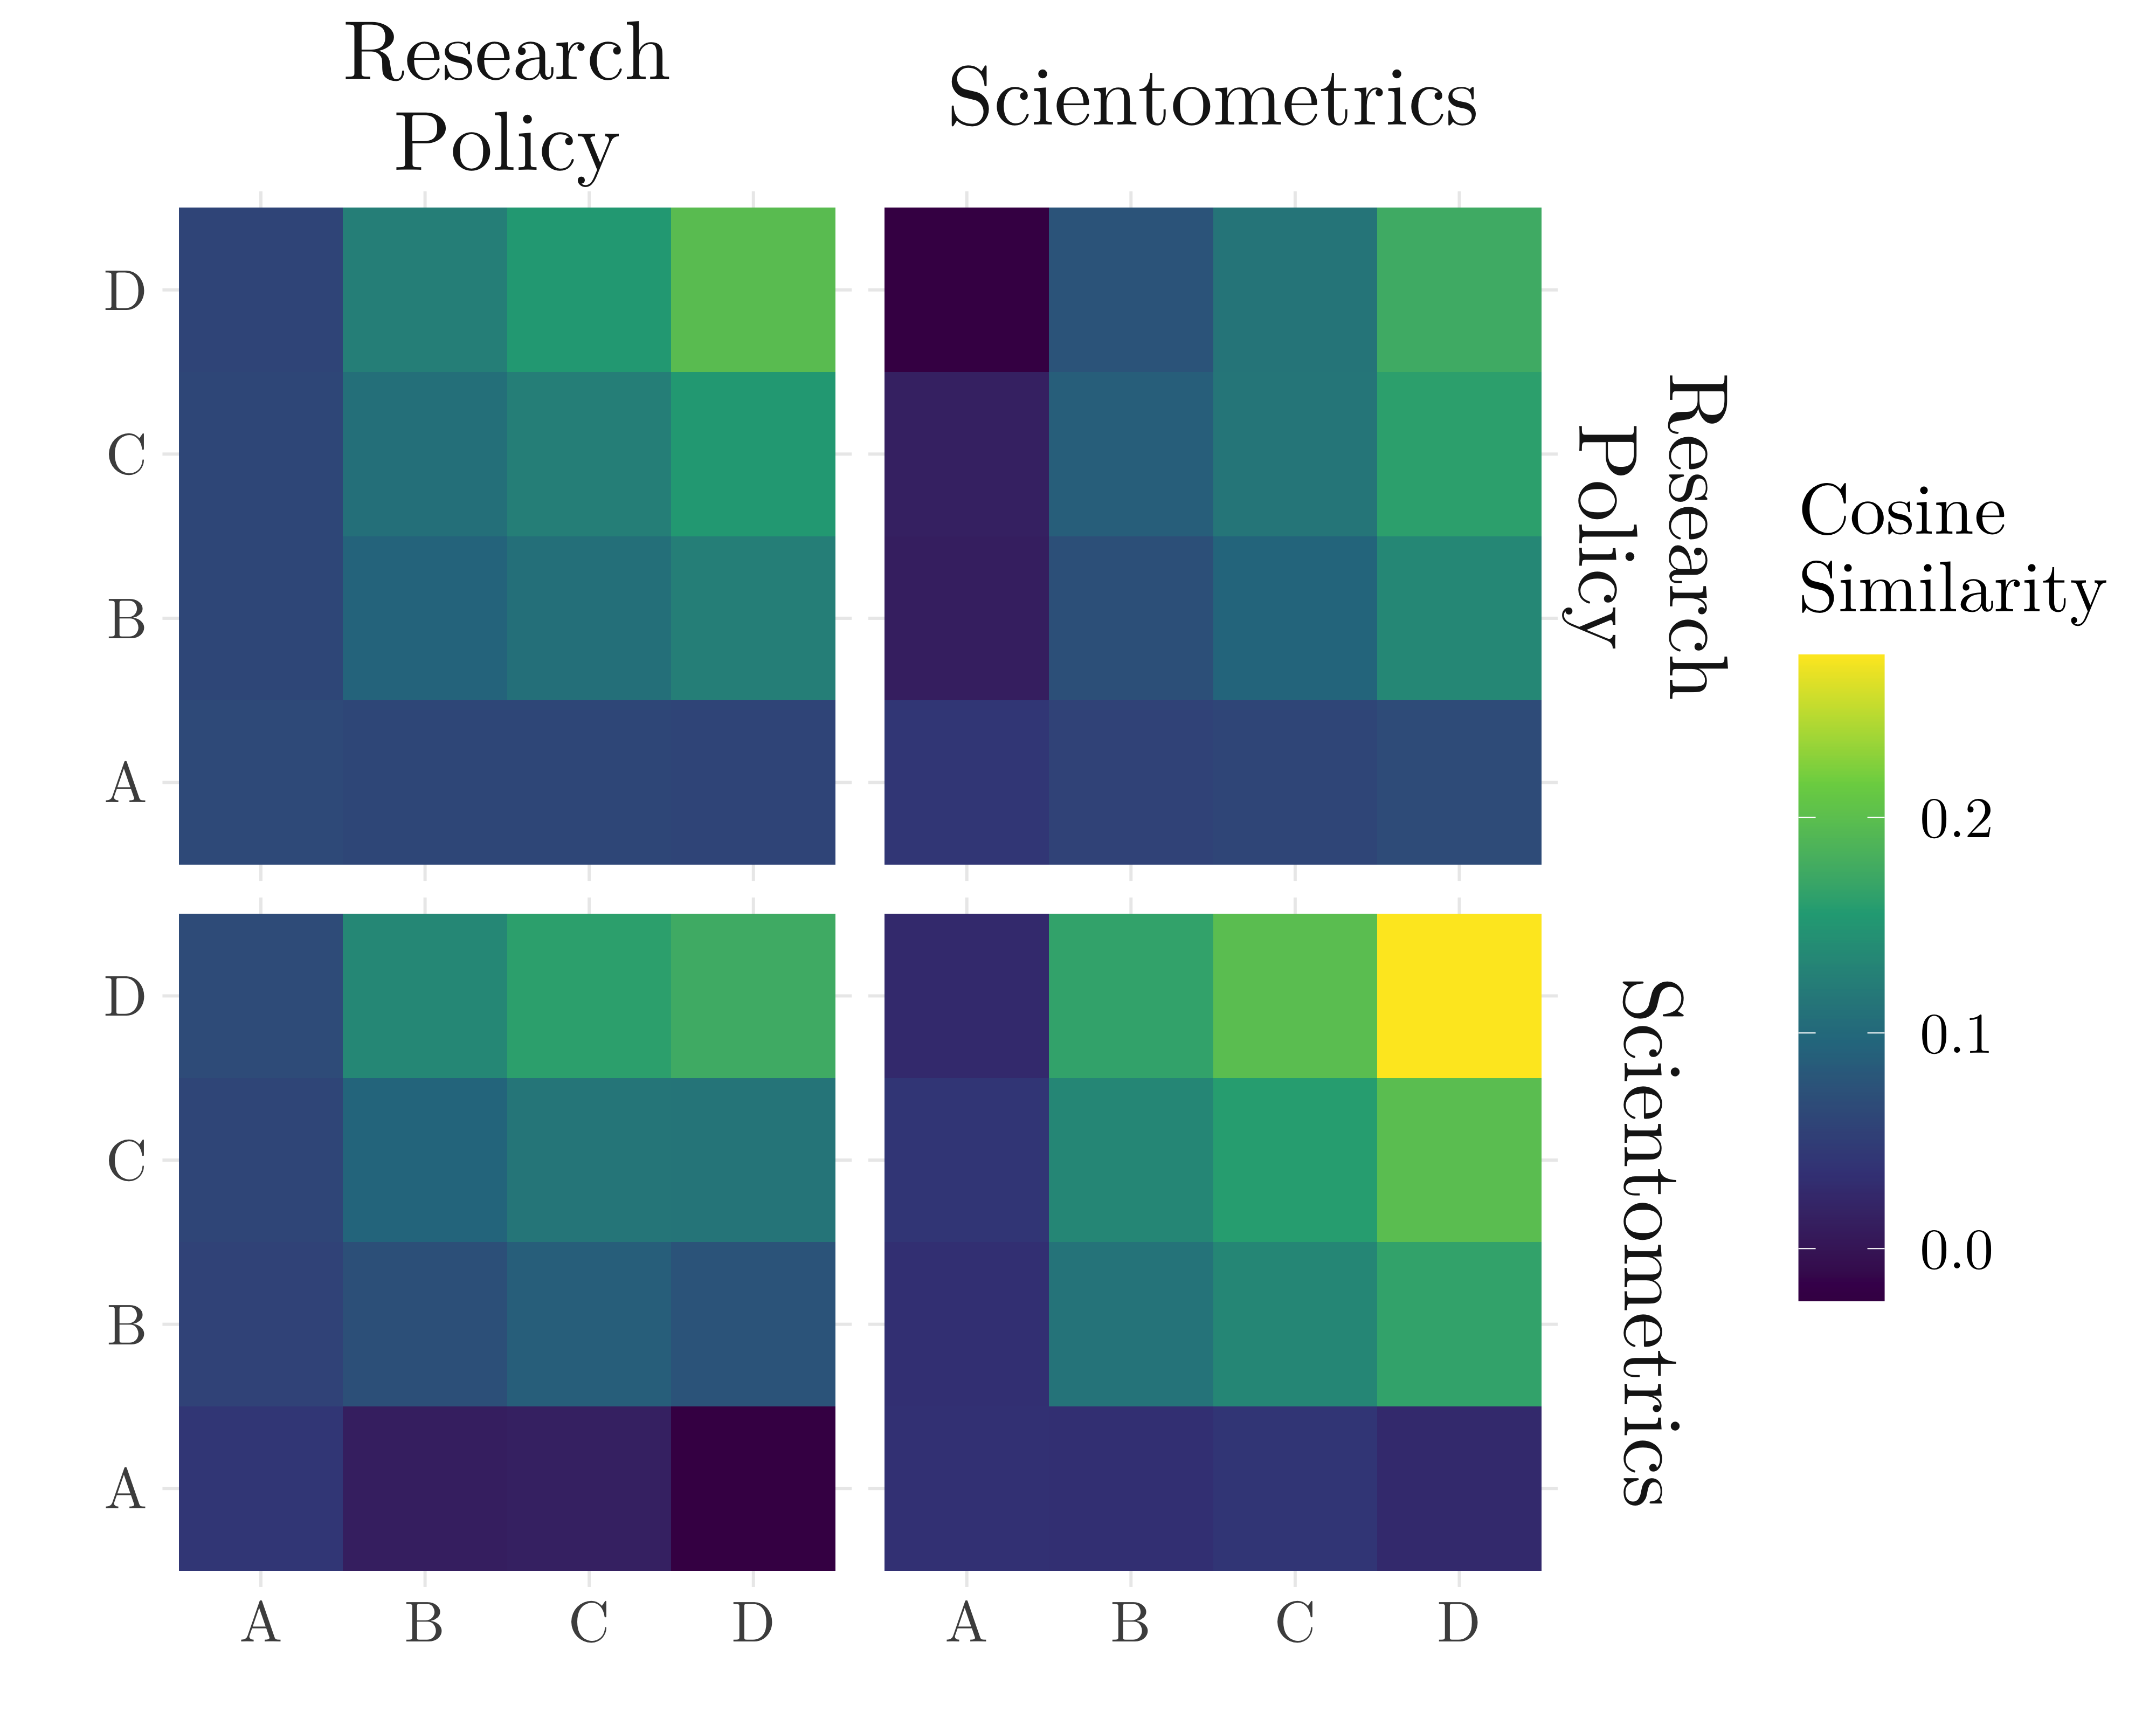 Research
Policy
Scientometrics
D
C
B
A
Research
Policy
D
C
B
A
Scientometrics
A
B
C
D
A
B
C
D
Cosine
Similarity
0.2
0.1
0.0